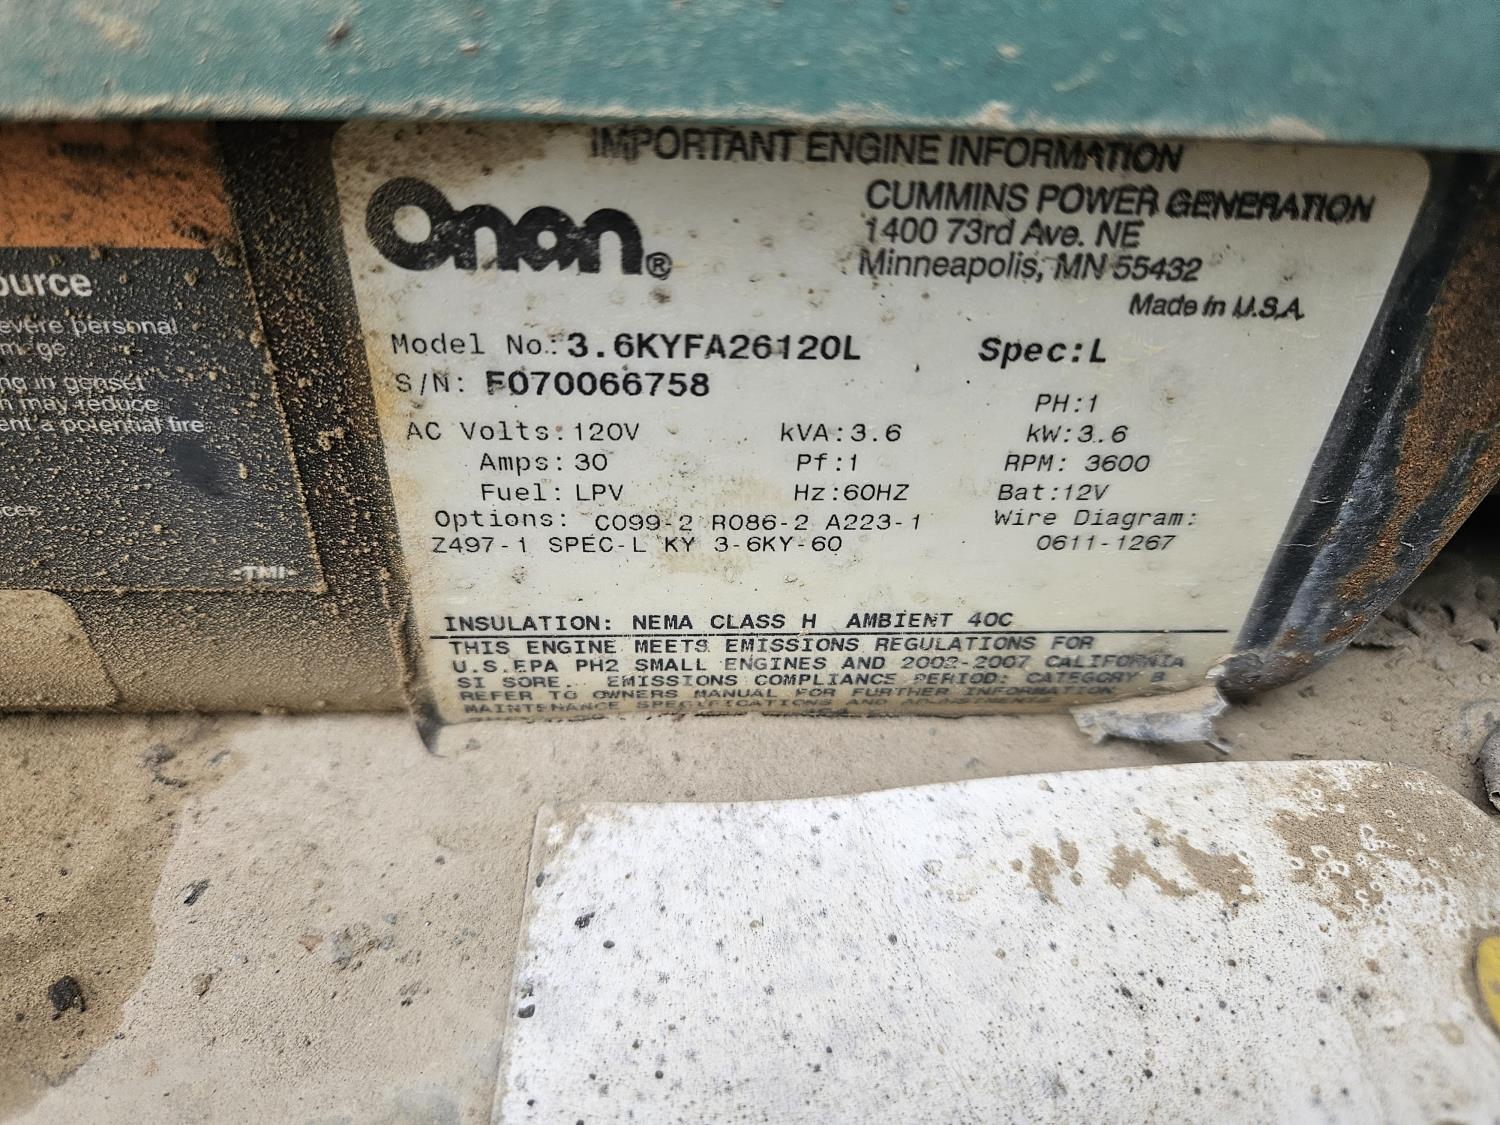 IMPORTANT ENGINE INFORMATION
Onan®
CUMMINS POWER GENERATION
1400 73rd Ave. NE
Minneapolis, MN 55432
Made in U.S.A.
Model No.: 3.6KYFA26120L
Spec:L
S/N: F070066758
PH:1
AC Volts: 120V kVA:3.6 kW:3.6
Amps: 30 Pf:1 RPM: 3600
Fuel: LPV Hz:60HZ Bat:12V
Options: C099-2 R086-2 A223-1 Wire Diagram:
Z497-1 SPEC-L KY 3-6KY-60 0611-1267
INSULATION: NEMA CLASS H AMBIENT 40C
THIS ENGINE MEETS EMISSIONS REGULATIONS FOR
U.S.EPA PH2 SMALL ENGINES AND 2002-2007 CALIFORNIA
SI SORE. EMISSIONS COMPLIANCE PERIOD: CATEGORY B
REFER TO OWNERS MANUAL FOR FURTHER INFORMATION
MAINTENANCE SPECIFICATIONS AND ADJUSTMENTS
ource
evere personal
ng in genset
n may reduce
ent a potential fire
-TMI-